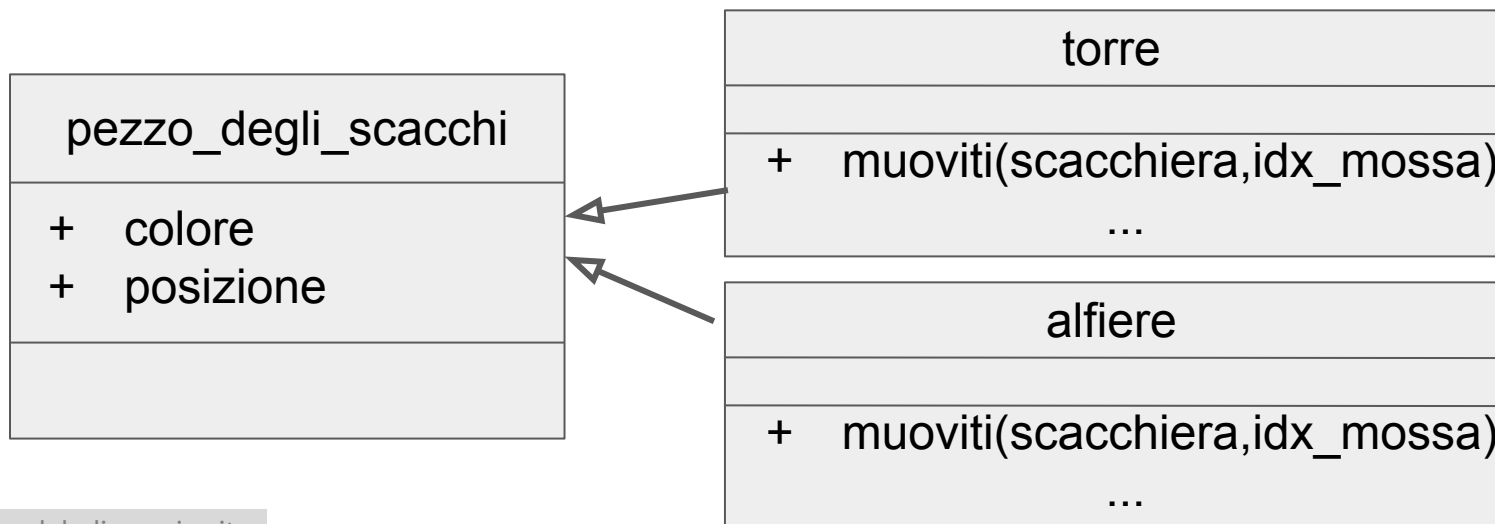 pezzo_degli_scacchi
+ colore
+ posizione
torre
+ muoviti(scacchiera,idx_mossa)
...
alfiere
+ muoviti(scacchiera,idx_mossa)
...